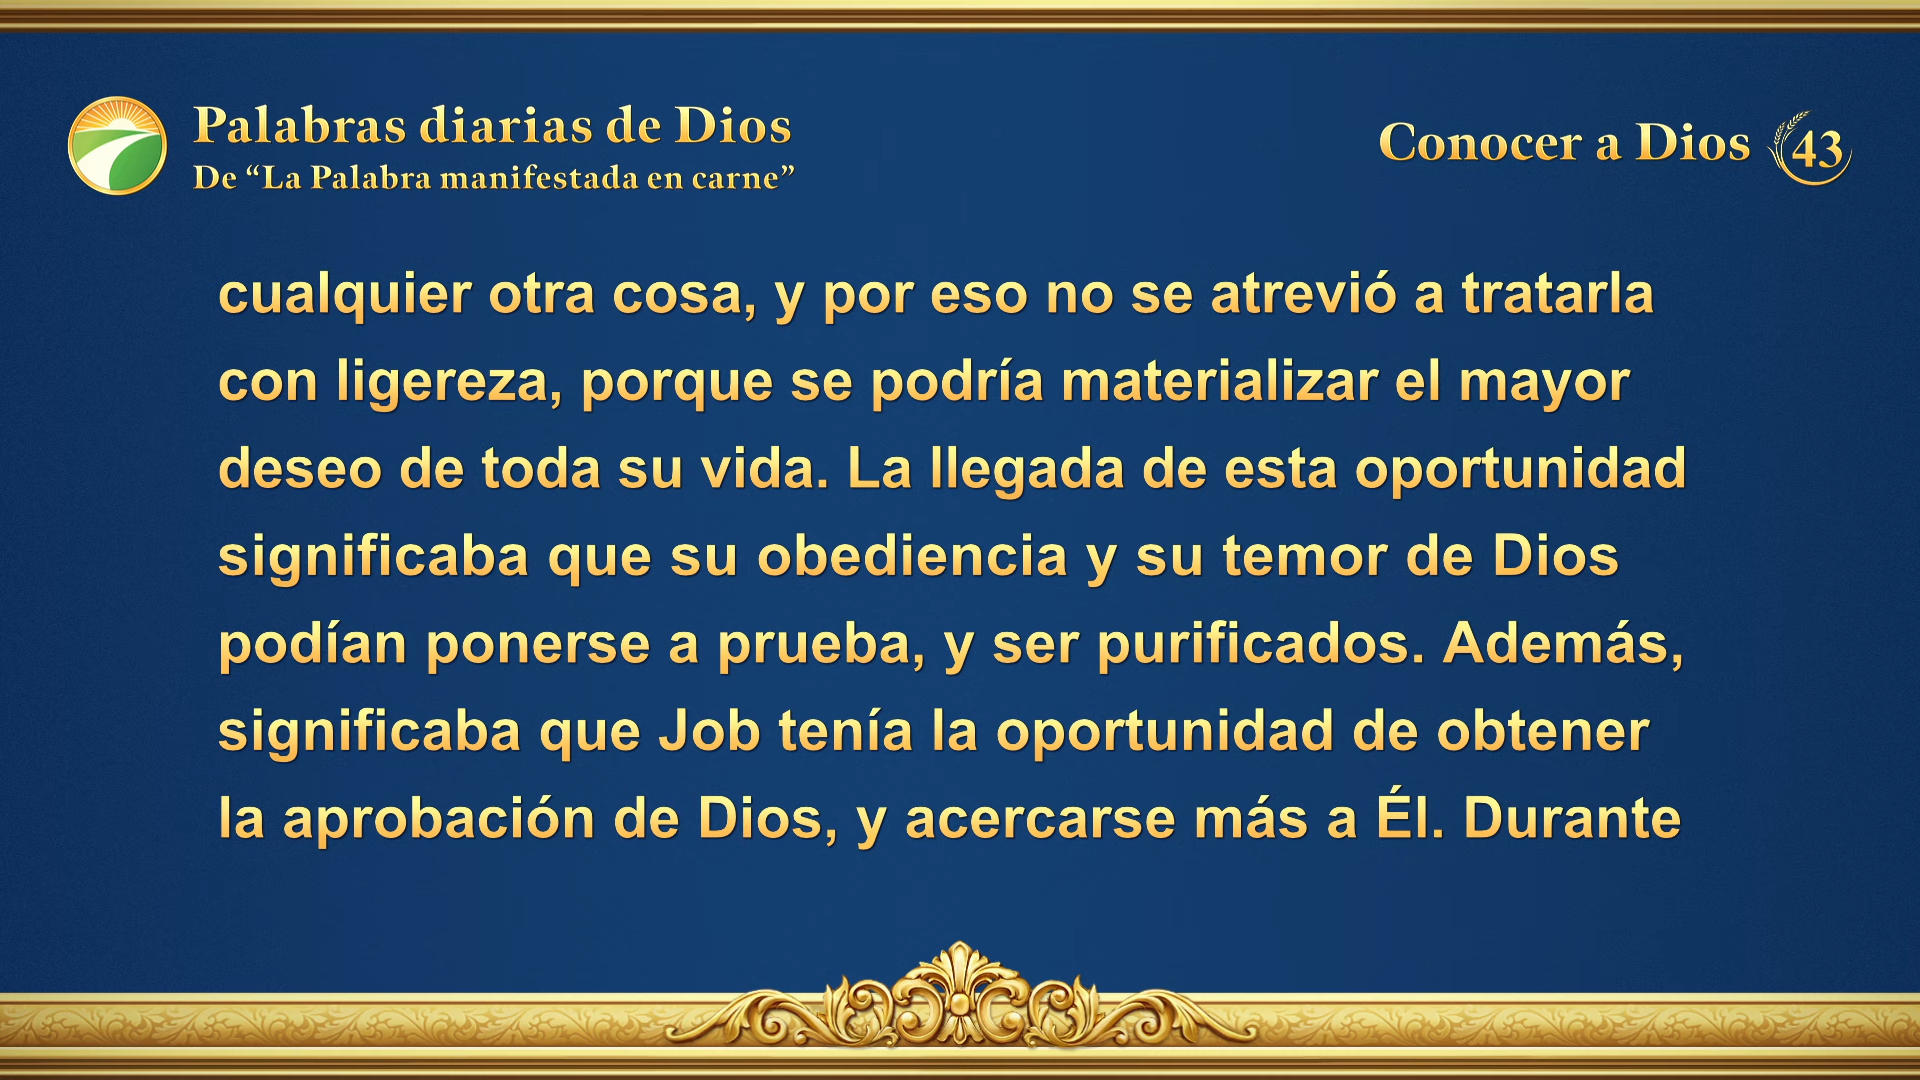 Palabras diarias de Dios
De “La Palabra manifestada en carne”
Conocer a Dios 43
cualquier otra cosa, y por eso no se atrevió a tratarla
con ligereza, porque se podría materializar el mayor
deseo de toda su vida. La llegada de esta oportunidad
significaba que su obediencia y su temor de Dios
podían ponerse a prueba, y ser purificados. Además,
significaba que Job tenía la oportunidad de obtener
la aprobación de Dios, y acercarse más a Él. Durante